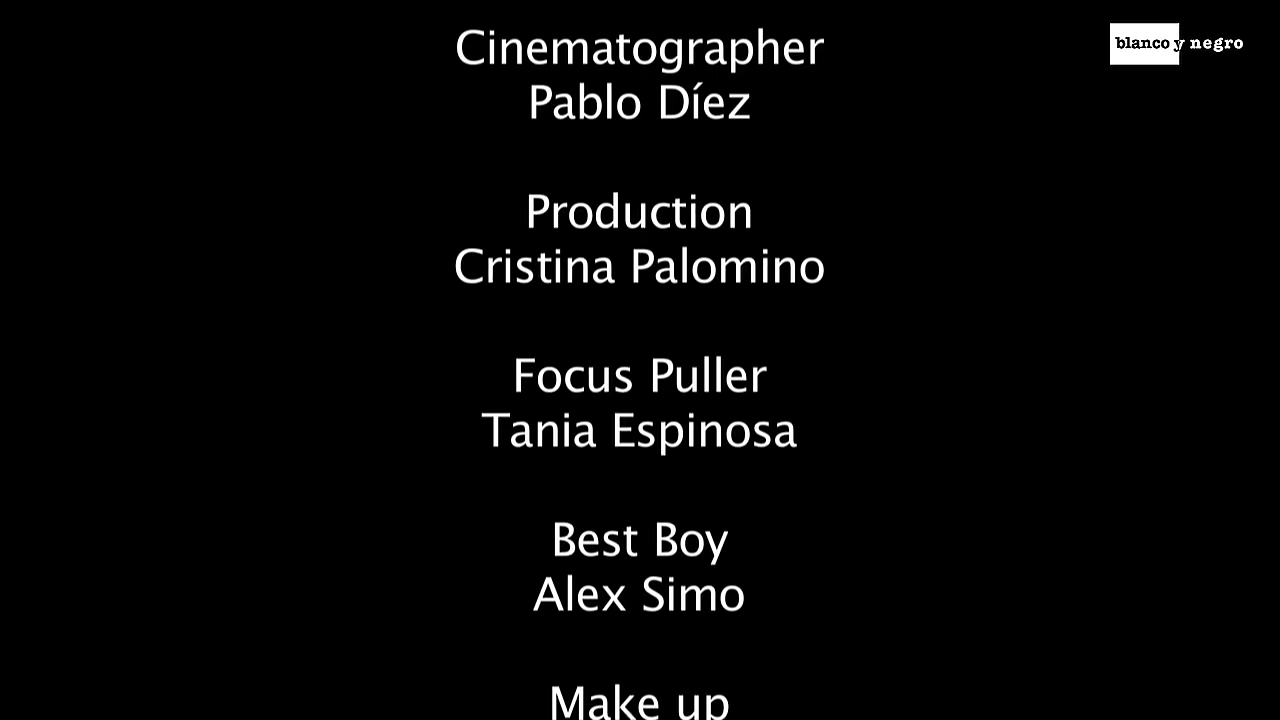 Cinematographer
Pablo Díez
blanco y negro
Production
Cristina Palomino
Focus Puller
Tania Espinosa
Best Boy
Alex Simo
Make up